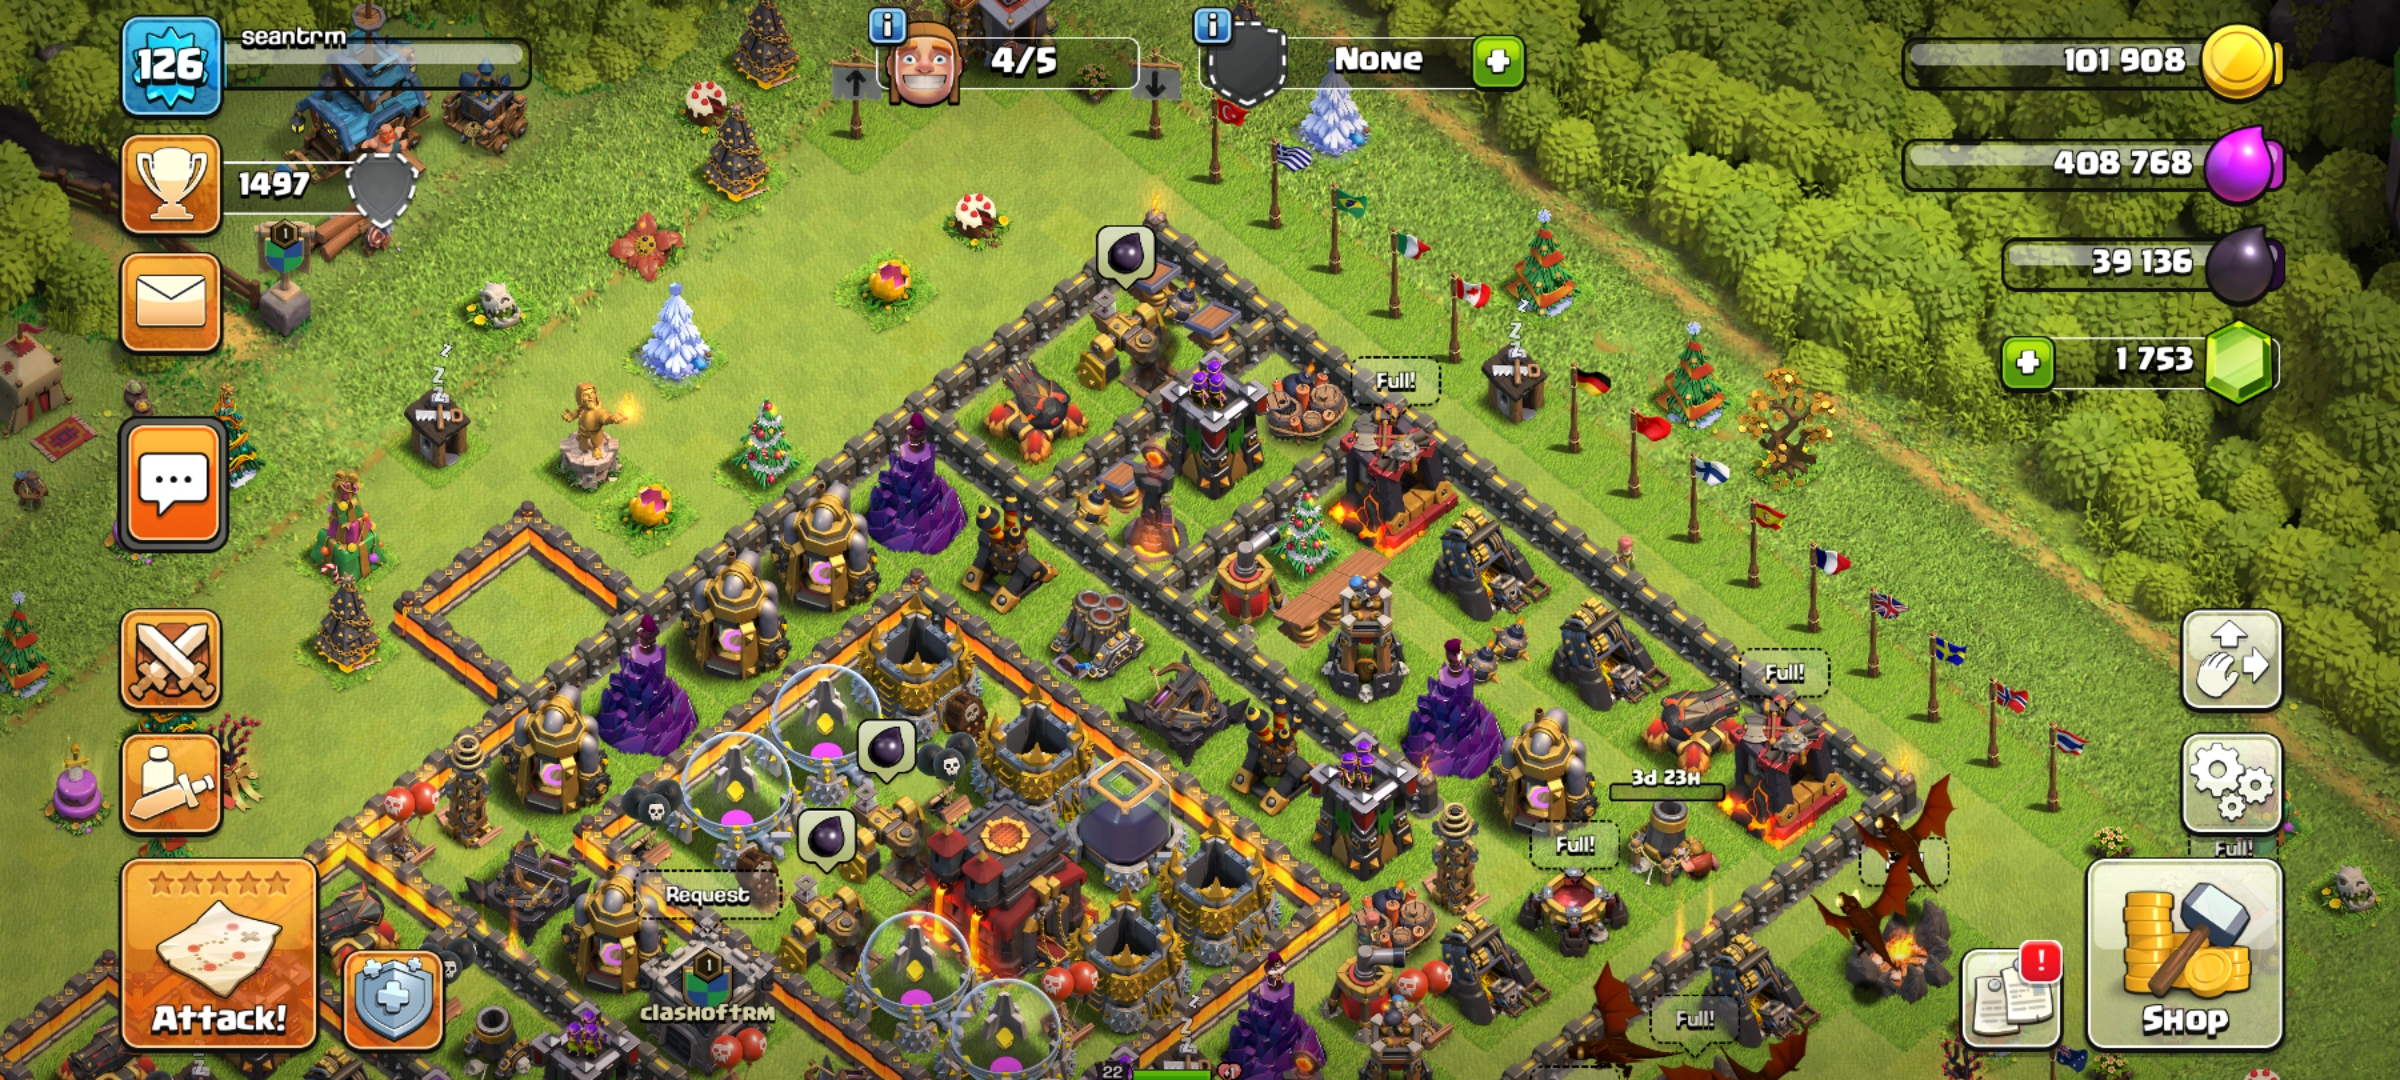 126
seantrm
4/5
None
101 908
1497
408 768
39 136
1 753
Full!
Full!
3d 23H
Full!
Full!
Request
clashoftrm
Attack!
Full!
Shop
22
+1